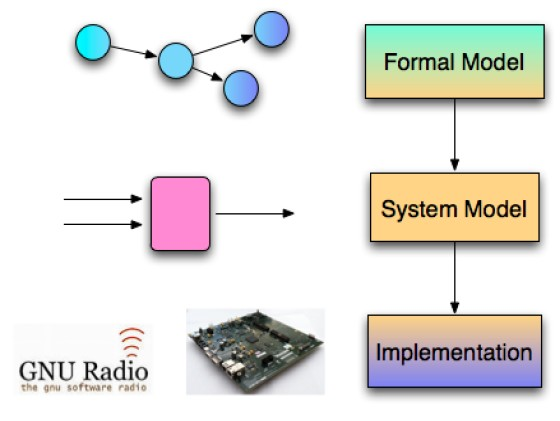 Formal Model
System Model
GNU Radio
the gnu software radio
Implementation